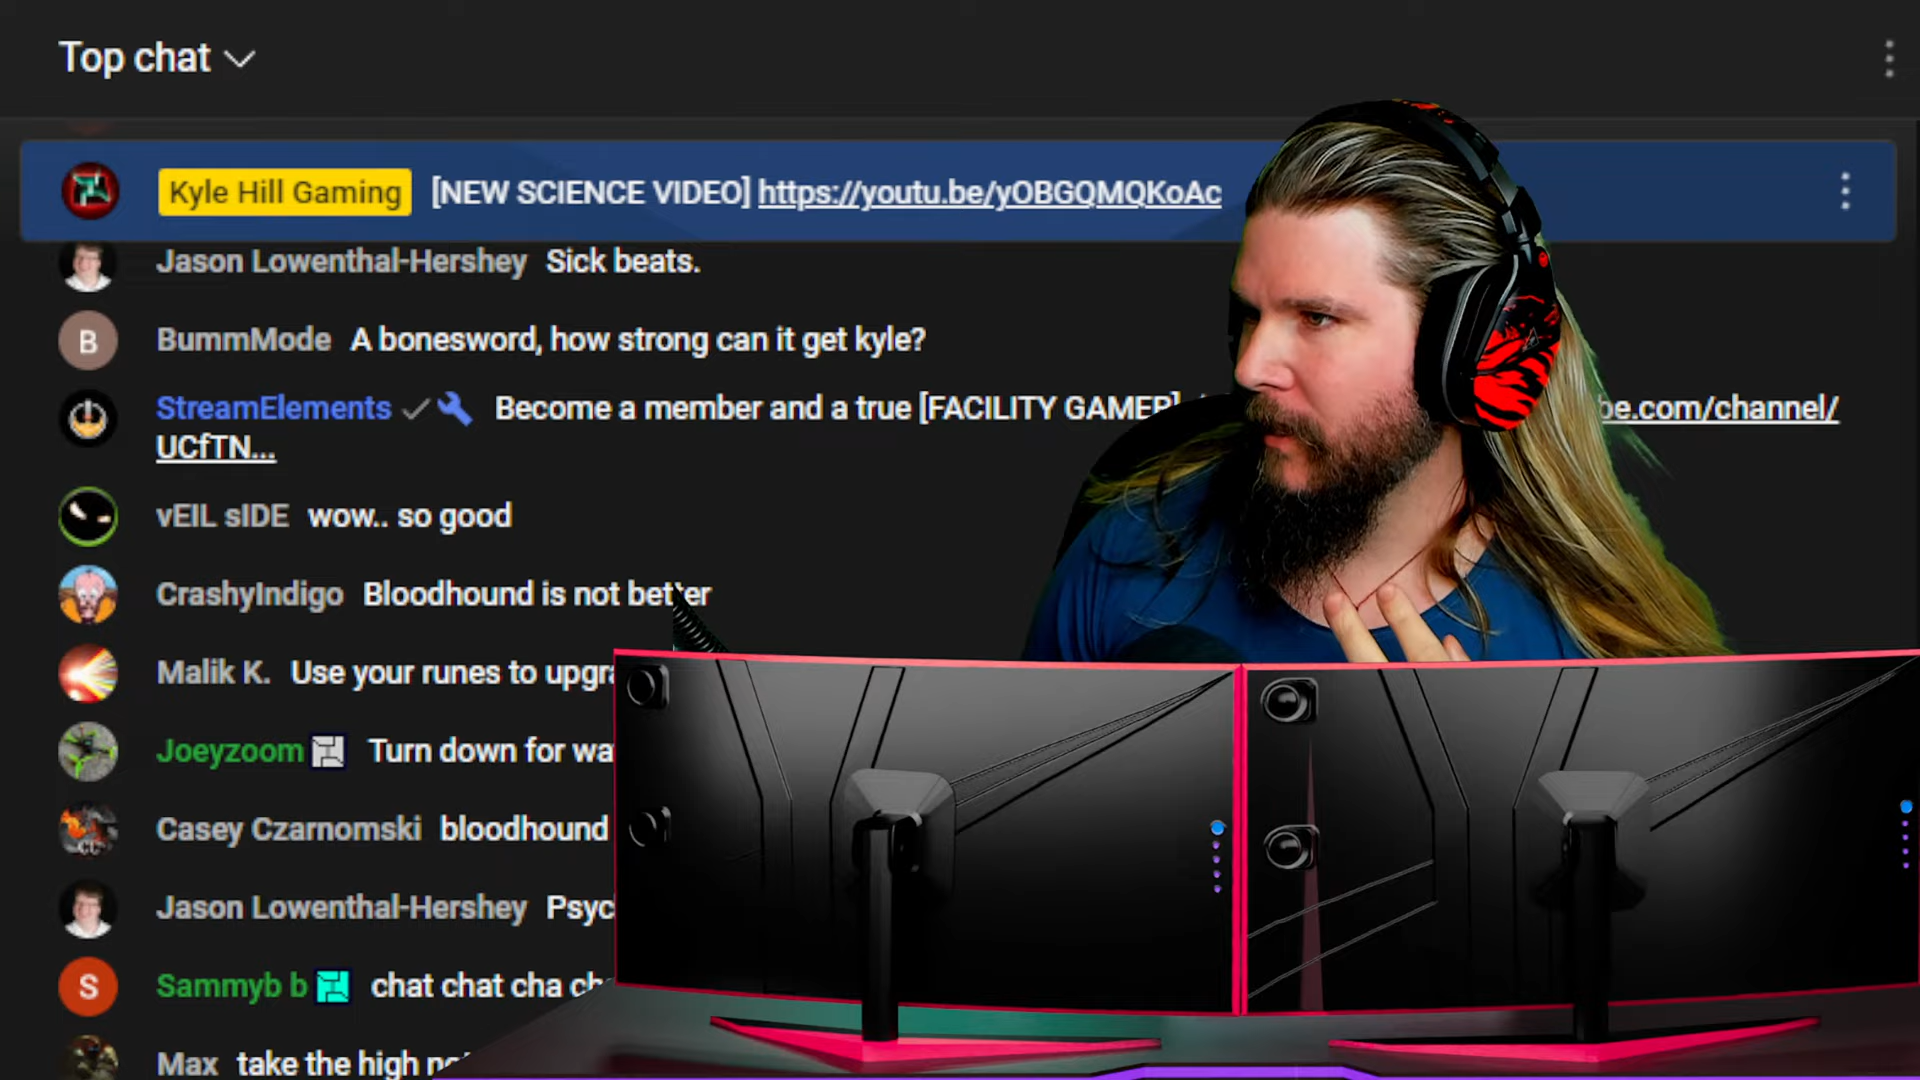 Top chat
Kyle Hill Gaming [NEW SCIENCE VIDEO] https://youtu.be/yOBGQMQKoAc
Jason Lowenthal-Hershey Sick beats.
B BummMode A bonesword, how strong can it get kyle?
StreamElements Become a member and a true [FACILITY GAMER] be.com/channel/
UCfTN...
vEIL sIDE wow.. so good
CrashyIndigo Bloodhound is not better
Malik K. Use your runes to
Joeyzoom Turn down for
Casey Czarnomski bloodhound
Jason Lowenthal-Hershey
S Sammyb b chat chat cha
Max take the high